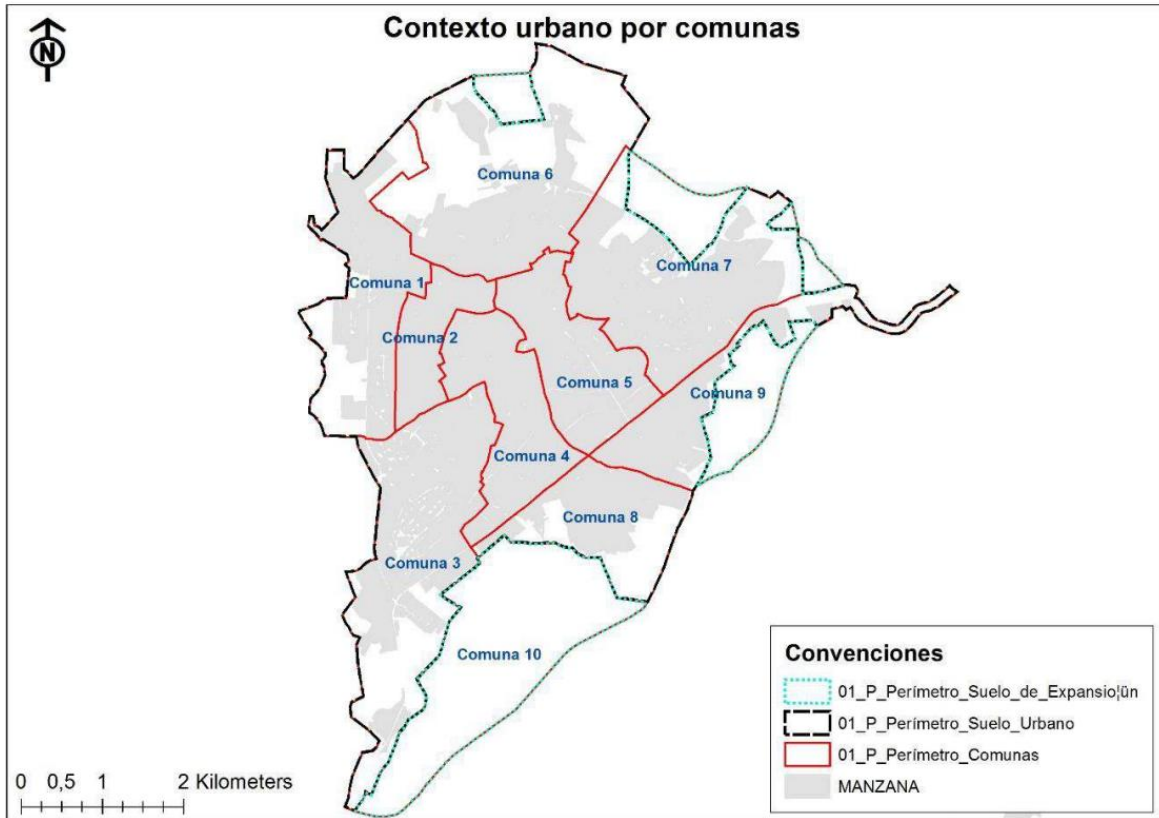 Contexto urbano por comunas
N
Comuna 6
Comuna 7
Comuna 1
Comuna 2
Comuna 5
Comuna 9
Comuna 4
Comuna 8
Comuna 3
Comuna 10
Convenciones
01_P_Perímetro_Suelo_de_Expansio¡ün
01_P_Perímetro_Suelo_Urbano
01_P_Perímetro_Comunas
MANZANA
0 0,5 1 2 Kilometers